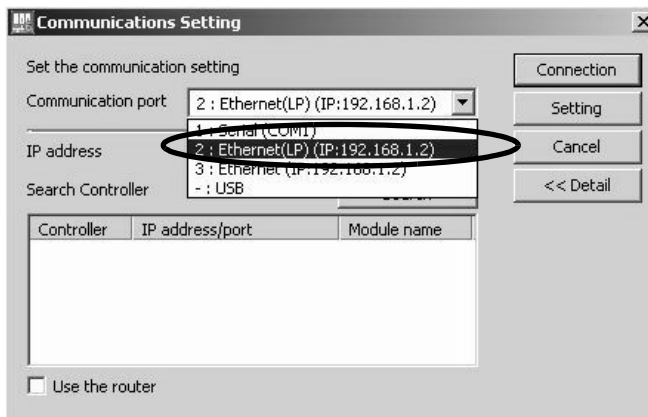 Communications Setting
Set the communication setting
Connection
Communication port
2 : Ethernet(LP) (IP:192.168.1.2)
Setting
1 : Serial (COM1)
IP address
2 : Ethernet(LP) (IP:192.168.1.2)
Cancel
3 : Ethernet (IP:192.168.1.2)
Search Controller
- : USB
Search
<< Detail
Controller
IP address/port
Module name
Use the router